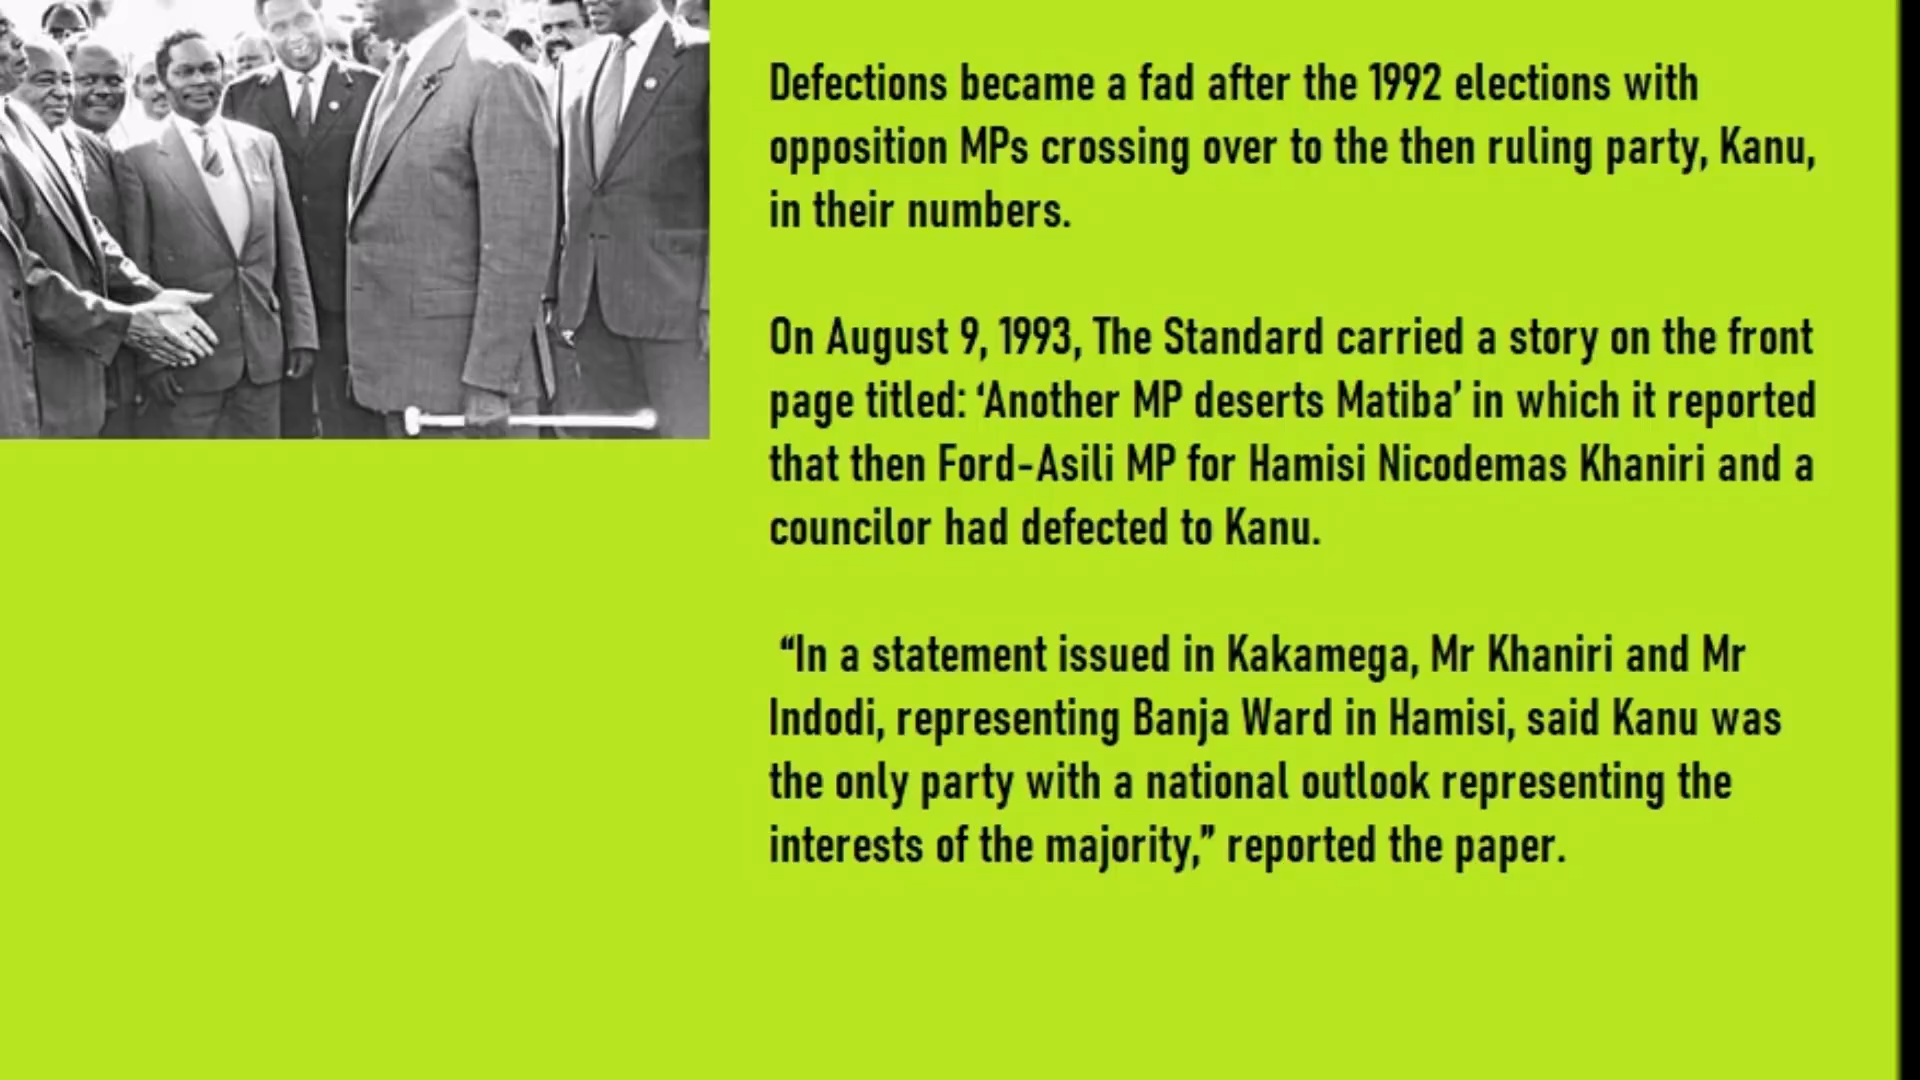 Defections became a fad after the 1992 elections with
opposition MPs crossing over to the then ruling party, Kanu,
in their numbers.
On August 9, 1993, The Standard carried a story on the front
page titled: ‘Another MP deserts Matiba’ in which it reported
that then Ford-Asili MP for Hamisi Nicodemas Khaniri and a
councilor had defected to Kanu.
“In a statement issued in Kakamega, Mr Khaniri and Mr
Indodi, representing Banja Ward in Hamisi, said Kanu was
the only party with a national outlook representing the
interests of the majority,” reported the paper.